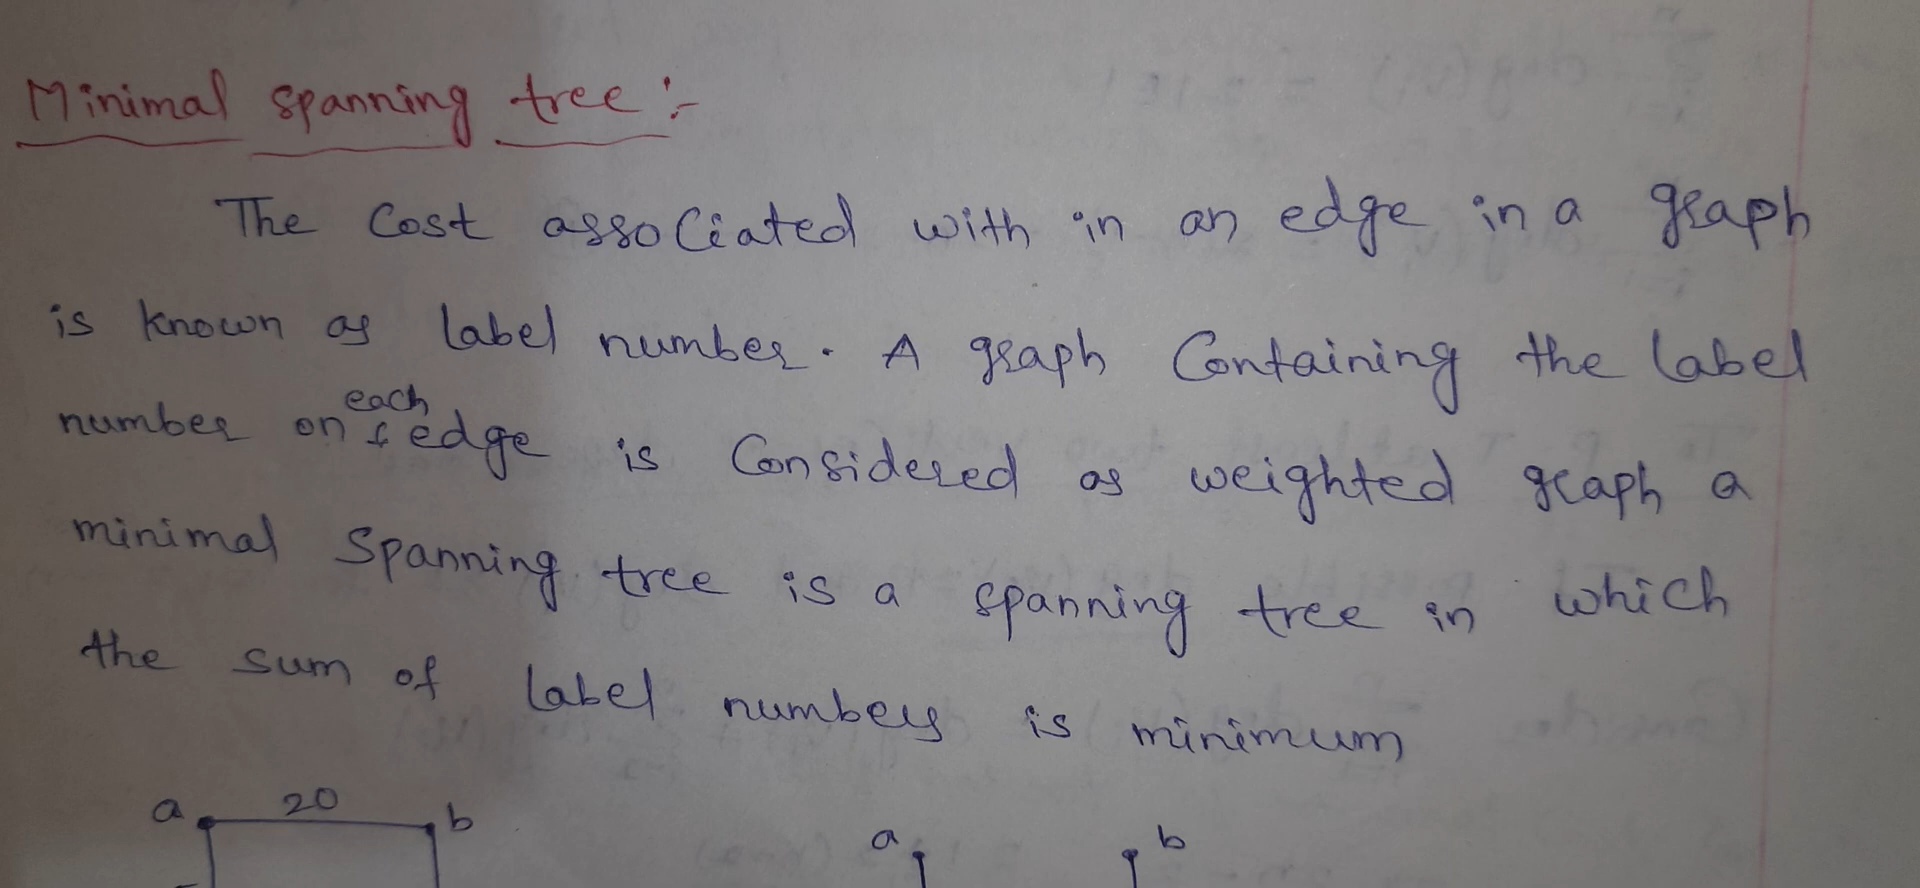 Minimal spanning tree :-
The Cost associated with in an edge in a graph
is known as label number. A graph Containing the label
number on each edge is Considered as weighted graph a
minimal Spanning tree is a spanning tree in which
the sum of label numbers is minimum
a 20 b
a b